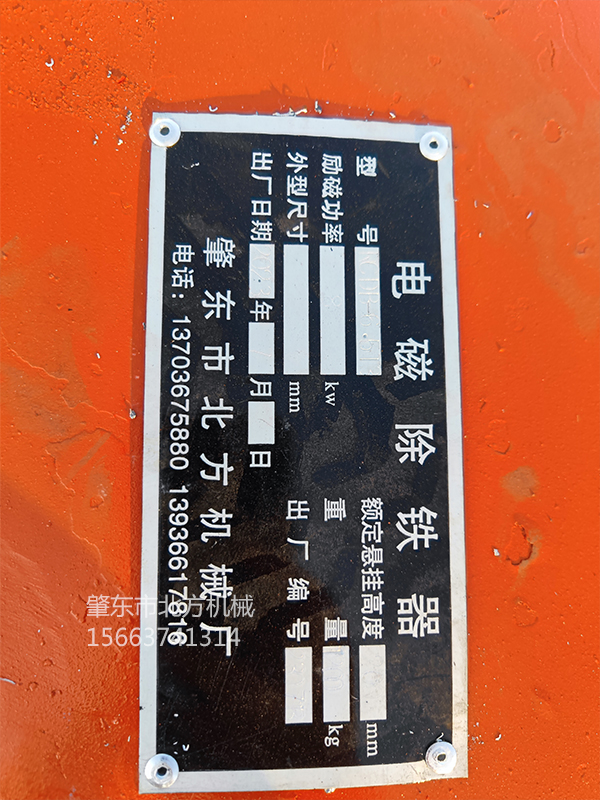 电磁除铁器
型号 额定悬挂高度 mm
励磁功率 kw 重量 kg
外型尺寸 mm 出厂编号
出厂日期 年 月 日
肇东市北方机械厂
电话：13703675880
肇东市北方机械